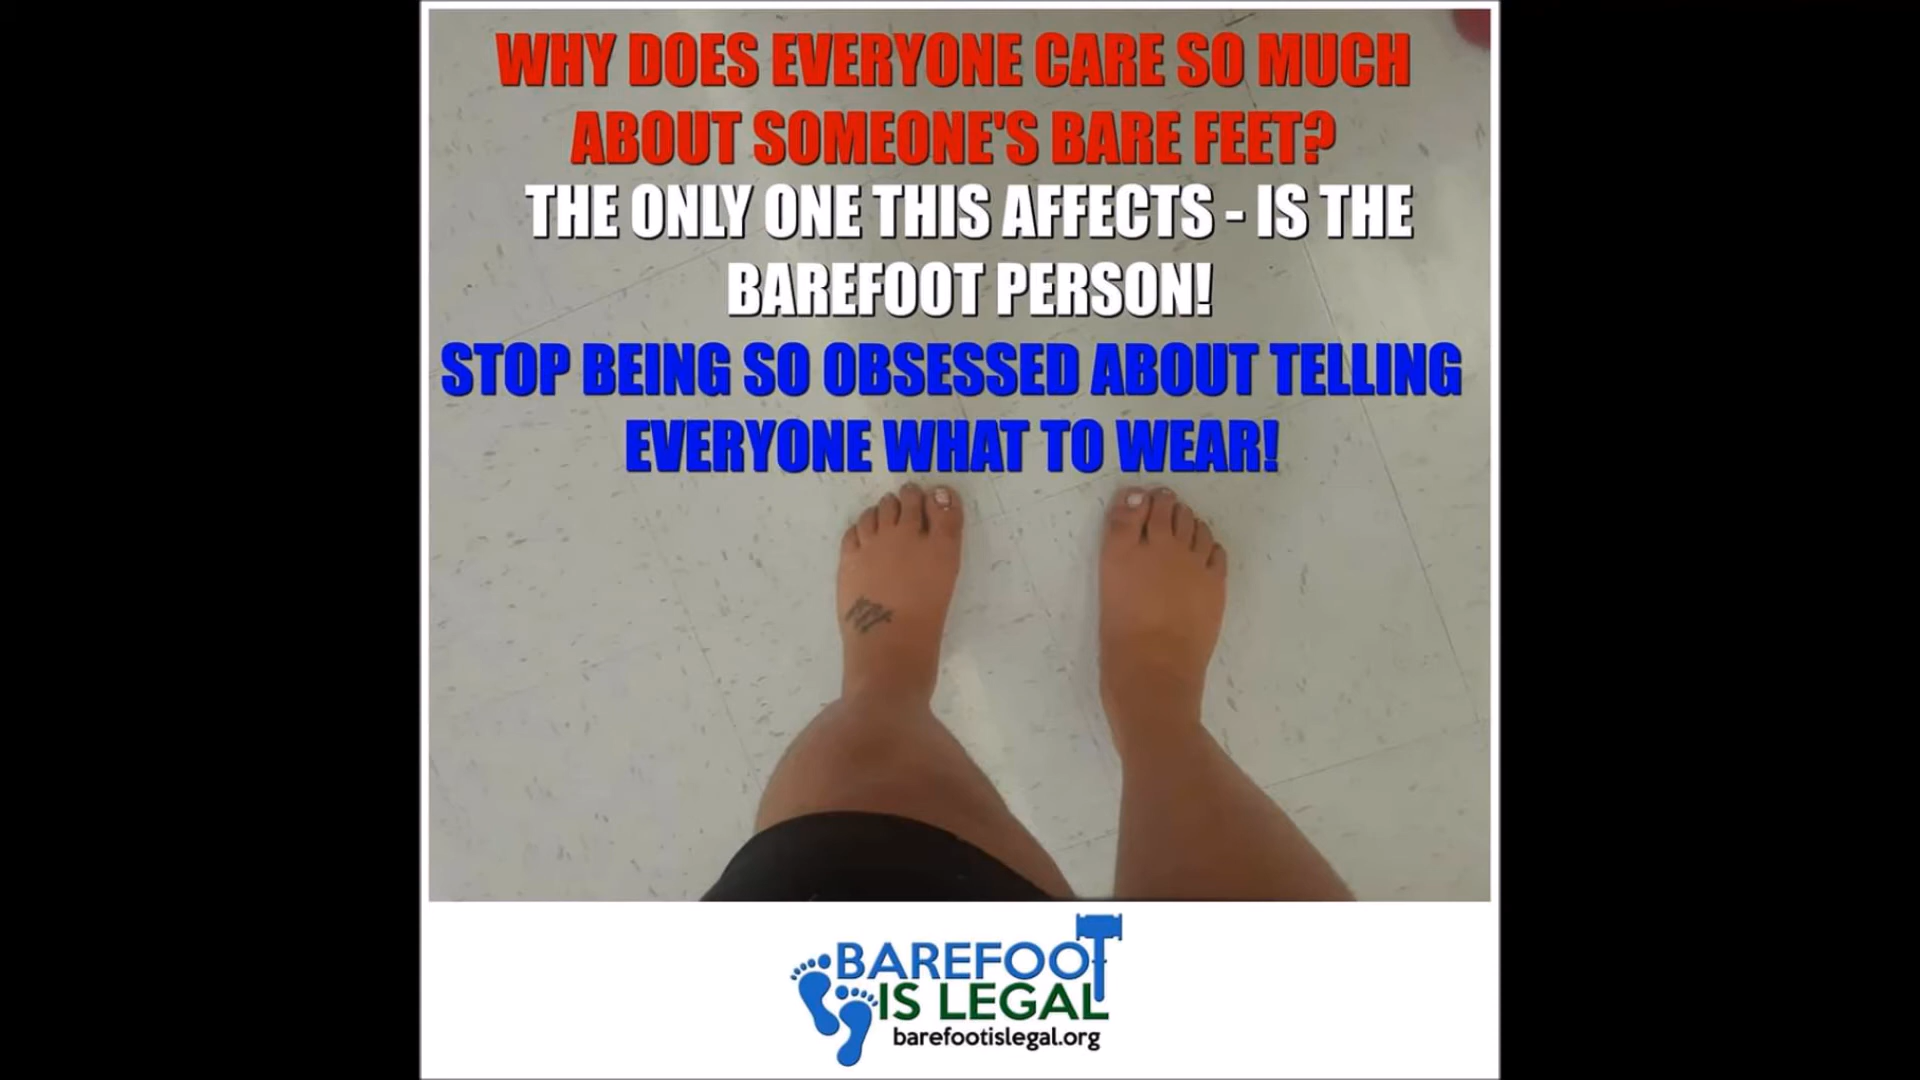 WHY DOES EVERYONE CARE SO MUCH
ABOUT SOMEONE'S BARE FEET?
THE ONLY ONE THIS AFFECTS - IS THE
BAREFOOT PERSON!
STOP BEING SO OBSESSED ABOUT TELLING
EVERYONE WHAT TO WEAR!
BAREFOOT
IS LEGAL
barefootislegal.org